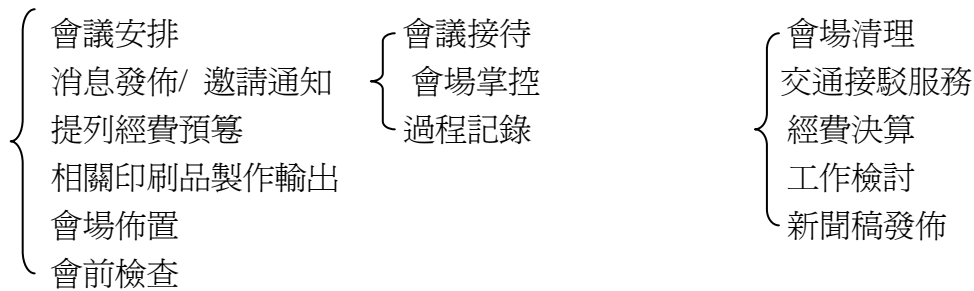 會議安排
消息發佈/ 邀請通知
提列經費預篹
相關印刷品製作輸出
會場佈置
會前檢查
會議接待
會場掌控
過程記錄
會場清理
交通接駁服務
經費決算
工作檢討
新聞稿發佈